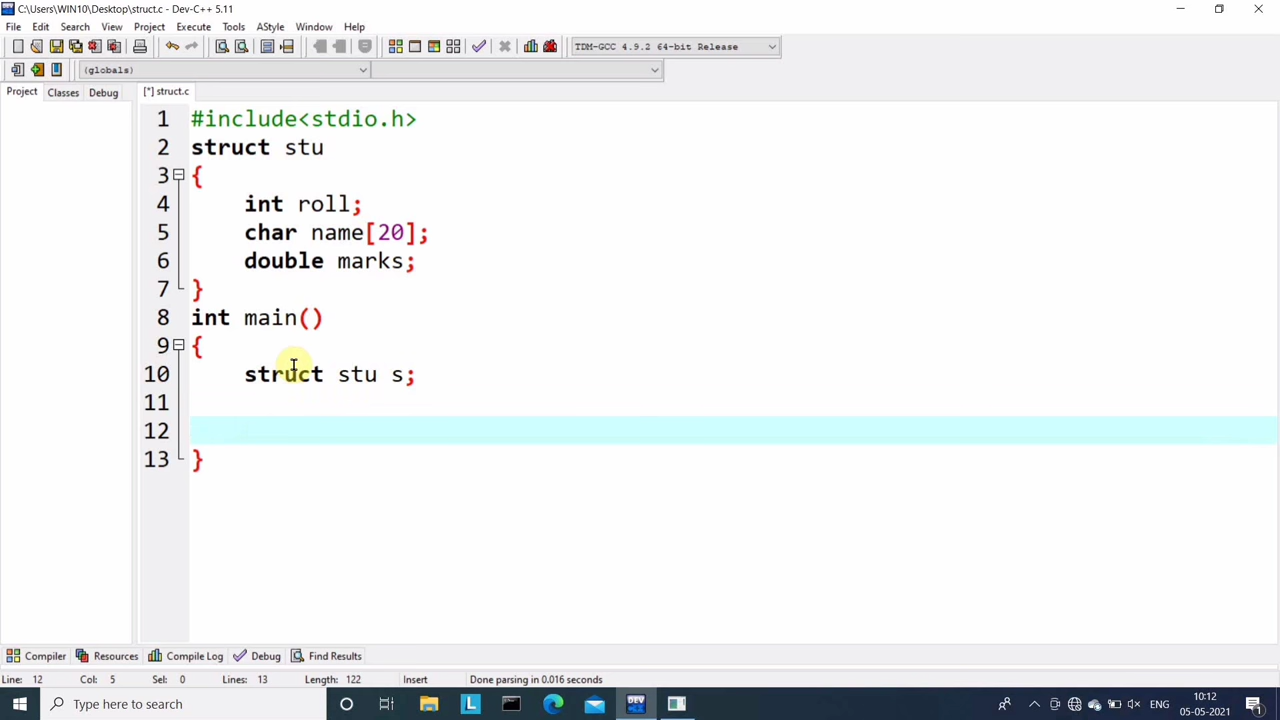 C:\Users\WIN10\Desktop\struct.c - Dev-C++ 5.11
File Edit Search View Project Execute Tools AStyle Window Help
TDM-GCC 4.9.2 64-bit Release
(globals)
Project Classes Debug [*] struct.c
1 #include<stdio.h>
2 struct stu
3 {
4 int roll;
5 char name[20];
6 double marks;
7 }
8 int main()
9 {
10 struct stu s;
11
12
13 }
Compiler Resources Compile Log Debug Find Results
Line: 12 Col: 5 Sel: 0 Lines: 13 Length: 122 Insert Done parsing in 0.016 seconds
Type here to search
L
DEV
ENG
10:12
05-05-2021
1